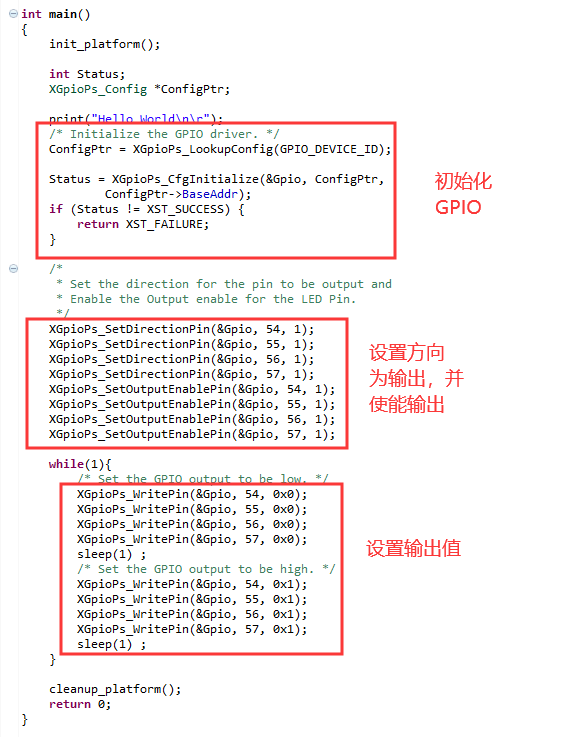 int main()
{
    init_platform();

    int Status;
    XGpioPs_Config *ConfigPtr;

    print("Hello World\n\r");
    /* Initialize the GPIO driver. */
    ConfigPtr = XGpioPs_LookupConfig(GPIO_DEVICE_ID);

    Status = XGpioPs_CfgInitialize(&Gpio, ConfigPtr,
            ConfigPtr->BaseAddr);
    if (Status != XST_SUCCESS) {
        return XST_FAILURE;
    }
初始化
GPIO

    /*
     * Set the direction for the pin to be output and
     * Enable the Output enable for the LED Pin.
     */
    XGpioPs_SetDirectionPin(&Gpio, 54, 1);
    XGpioPs_SetDirectionPin(&Gpio, 55, 1);
    XGpioPs_SetDirectionPin(&Gpio, 56, 1);
    XGpioPs_SetDirectionPin(&Gpio, 57, 1);
    XGpioPs_SetOutputEnablePin(&Gpio, 54, 1);
    XGpioPs_SetOutputEnablePin(&Gpio, 55, 1);
    XGpioPs_SetOutputEnablePin(&Gpio, 56, 1);
    XGpioPs_SetOutputEnablePin(&Gpio, 57, 1);
设置方向
为输出，并
使能输出

    while(1){
        /* Set the GPIO output to be low. */
        XGpioPs_WritePin(&Gpio, 54, 0x0);
        XGpioPs_WritePin(&Gpio, 55, 0x0);
        XGpioPs_WritePin(&Gpio, 56, 0x0);
        XGpioPs_WritePin(&Gpio, 57, 0x0);
        sleep(1) ;
        /* Set the GPIO output to be high. */
        XGpioPs_WritePin(&Gpio, 54, 0x1);
        XGpioPs_WritePin(&Gpio, 55, 0x1);
        XGpioPs_WritePin(&Gpio, 56, 0x1);
        XGpioPs_WritePin(&Gpio, 57, 0x1);
        sleep(1) ;
    }
设置输出值

    cleanup_platform();
    return 0;
}